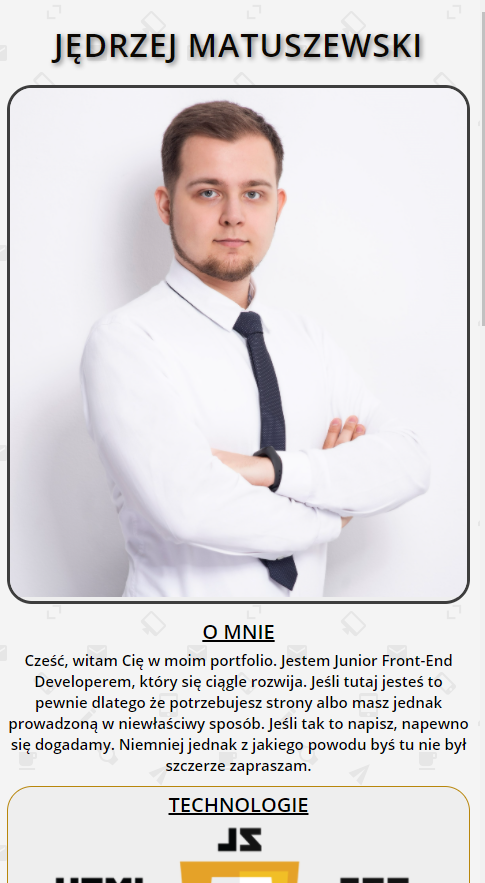 JĘDRZEJ MATUSZEWSKI
O MNIE
Cześć, witam Cię w moim portfolio. Jestem Junior Front-End
Developerem, który się ciągle rozwija. Jeśli tutaj jesteś to
pewnie dlatego że potrzebujesz strony albo masz jednak
prowadzoną w niewłaściwy sposób. Jeśli tak to napisz, napewno
się dogadamy. Niemniej jednak z jakiego powodu byś tu nie był
szczerze zapraszam.
TECHNOLOGIE
JS